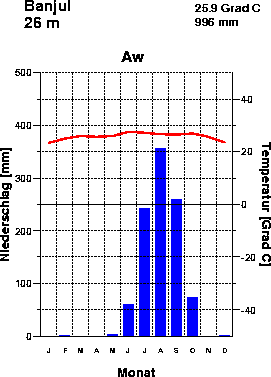 Banjul
25.9 Grad C
26 m
996 mm
Aw
500
400
300
200
100
0
40
20
0
-20
-40
Niederschlag [mm]
Temperatur [Grad C]
J F M A M J J A S O N D
Monat